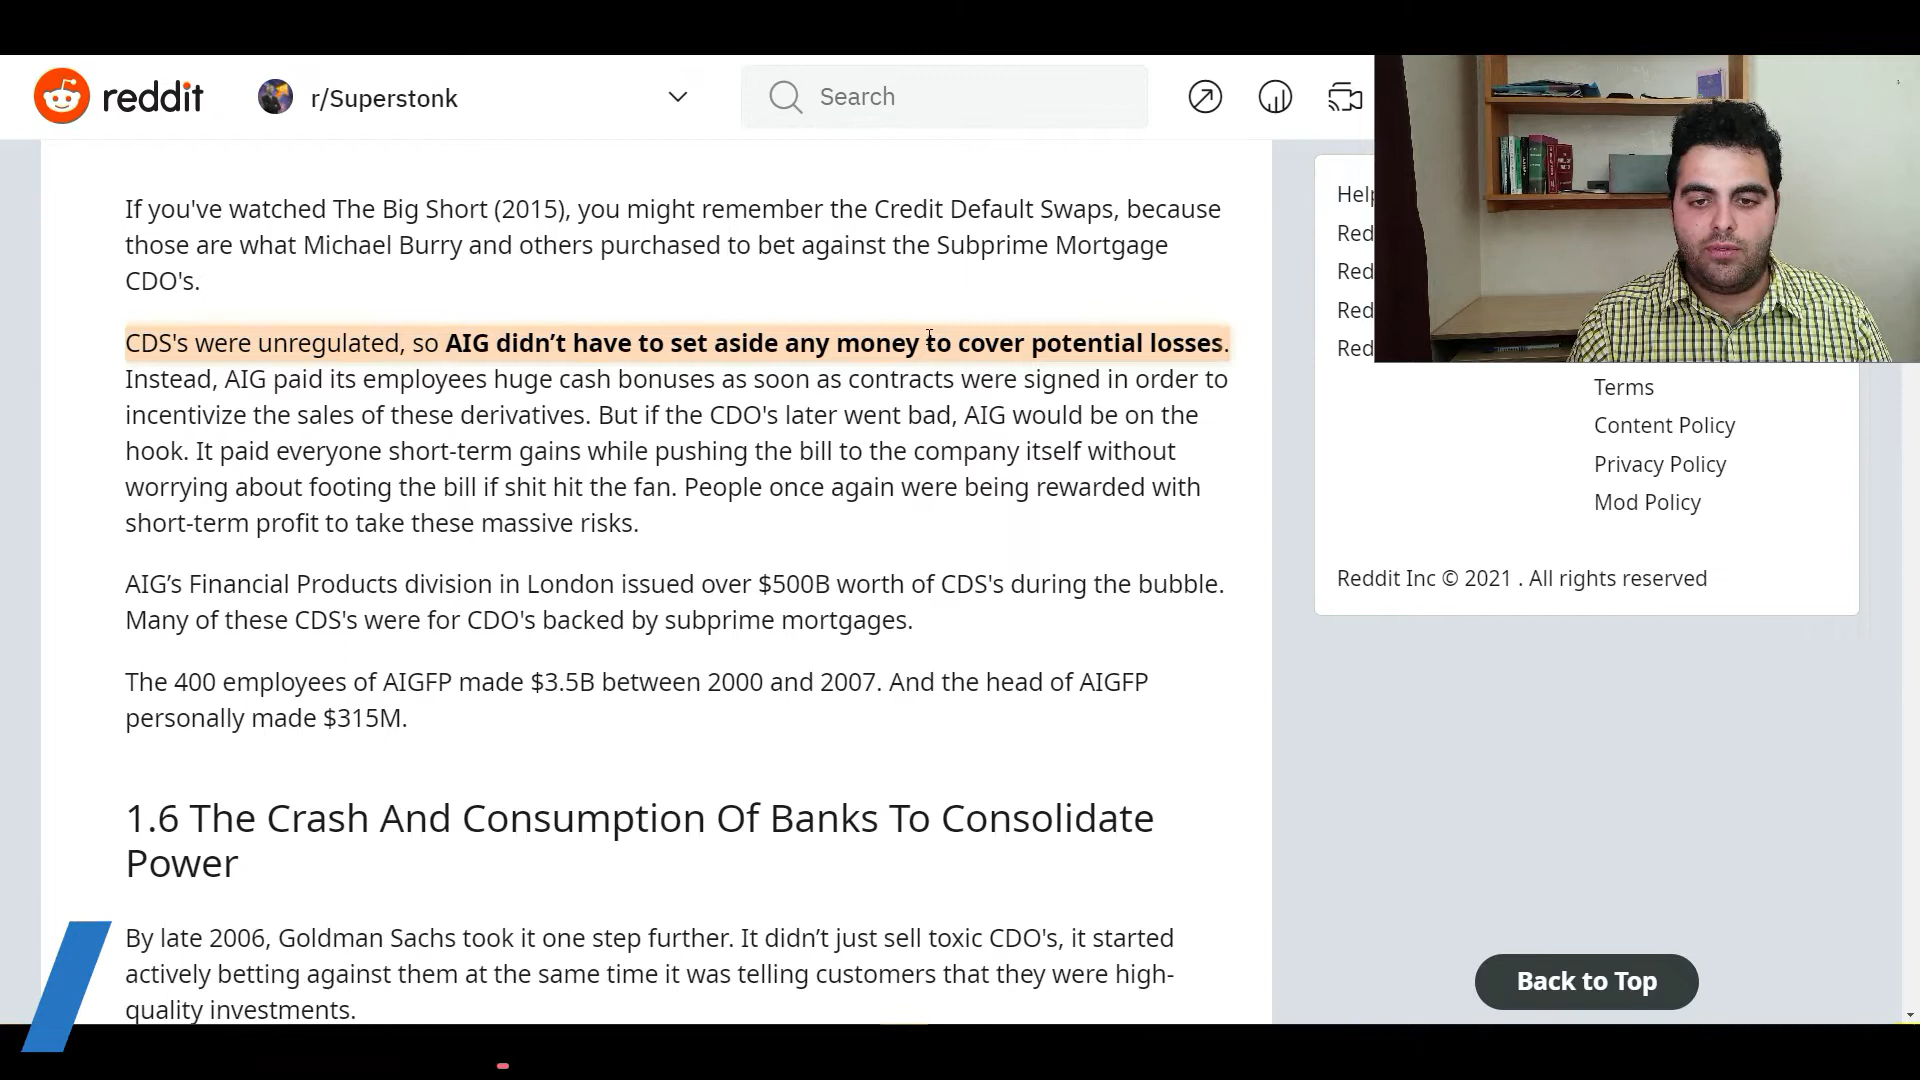 reddit
r/Superstonk
Search
If you've watched The Big Short (2015), you might remember the Credit Default Swaps, because
those are what Michael Burry and others purchased to bet against the Subprime Mortgage
CDO's.
CDS's were unregulated, so AIG didn’t have to set aside any money to cover potential losses.
Instead, AIG paid its employees huge cash bonuses as soon as contracts were signed in order to
incentivize the sales of these derivatives. But if the CDO's later went bad, AIG would be on the
hook. It paid everyone short-term gains while pushing the bill to the company itself without
worrying about footing the bill if shit hit the fan. People once again were being rewarded with
short-term profit to take these massive risks.
AIG’s Financial Products division in London issued over $500B worth of CDS's during the bubble.
Many of these CDS's were for CDO's backed by subprime mortgages.
The 400 employees of AIGFP made $3.5B between 2000 and 2007. And the head of AIGFP
personally made $315M.
1.6 The Crash And Consumption Of Banks To Consolidate
Power
By late 2006, Goldman Sachs took it one step further. It didn’t just sell toxic CDO's, it started
actively betting against them at the same time it was telling customers that they were high-
quality investments.
Help
Red
Red
Red
Red
Terms
Content Policy
Privacy Policy
Mod Policy
Reddit Inc © 2021 . All rights reserved
Back to Top